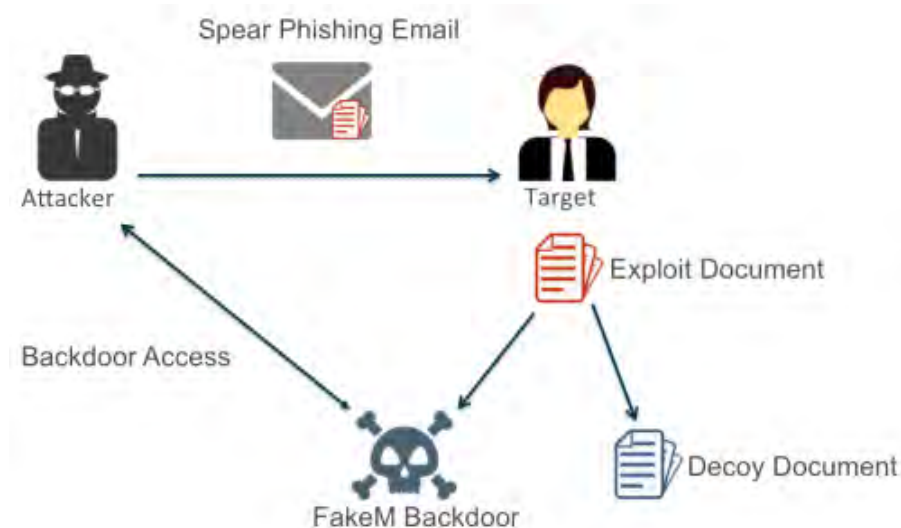 Spear Phishing Email
Attacker
Target
Exploit Document
Backdoor Access
Decoy Document
FakeM Backdoor